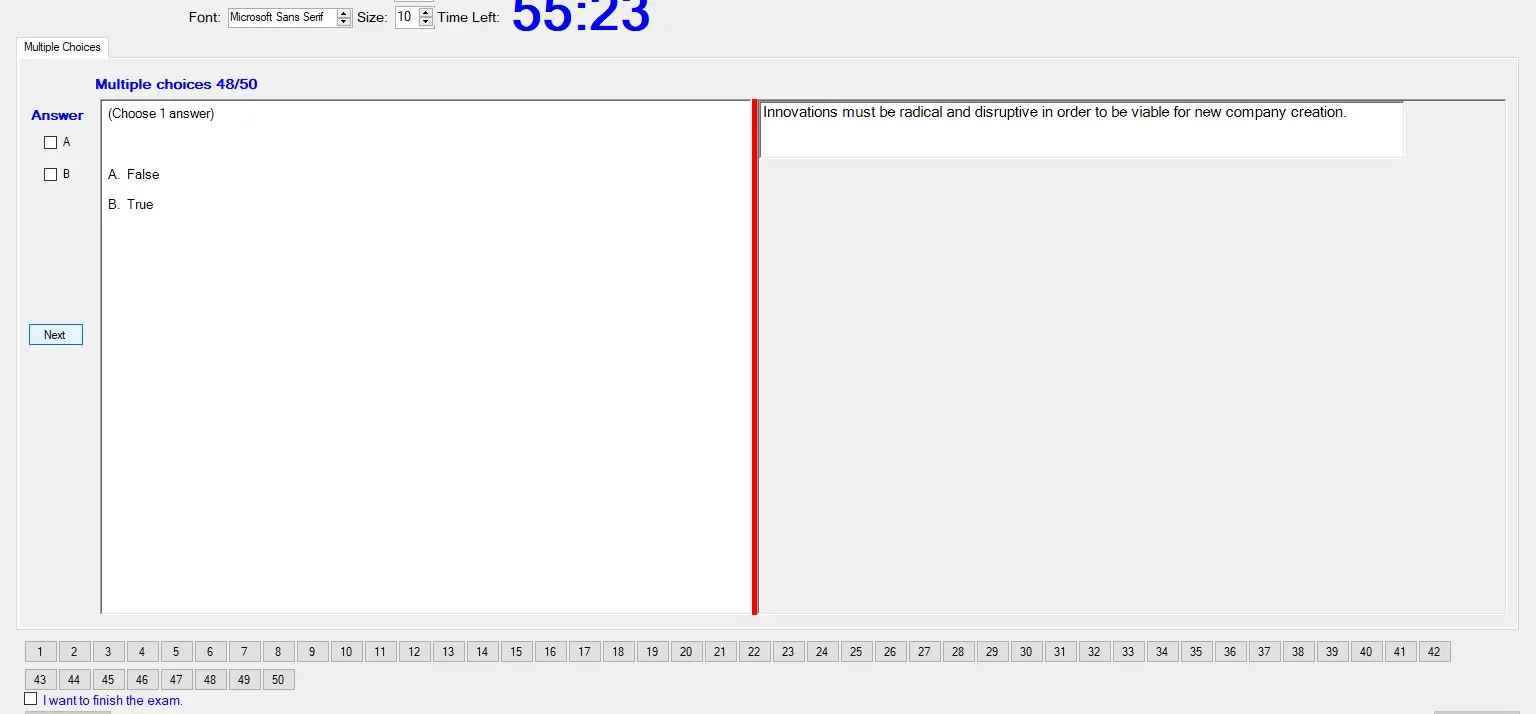 Font: Microsoft Sans Serif Size: 10 Time Left: 55:23
Multiple Choices
Multiple choices 48/50
Answer
A
B
Next
(Choose 1 answer)
A. False
B. True
Innovations must be radical and disruptive in order to be viable for new company creation.
1 2 3 4 5 6 7 8 9 10 11 12 13 14 15 16 17 18 19 20 21 22 23 24 25 26 27 28 29 30 31 32 33 34 35 36 37 38 39 40 41 42
43 44 45 46 47 48 49 50
I want to finish the exam.